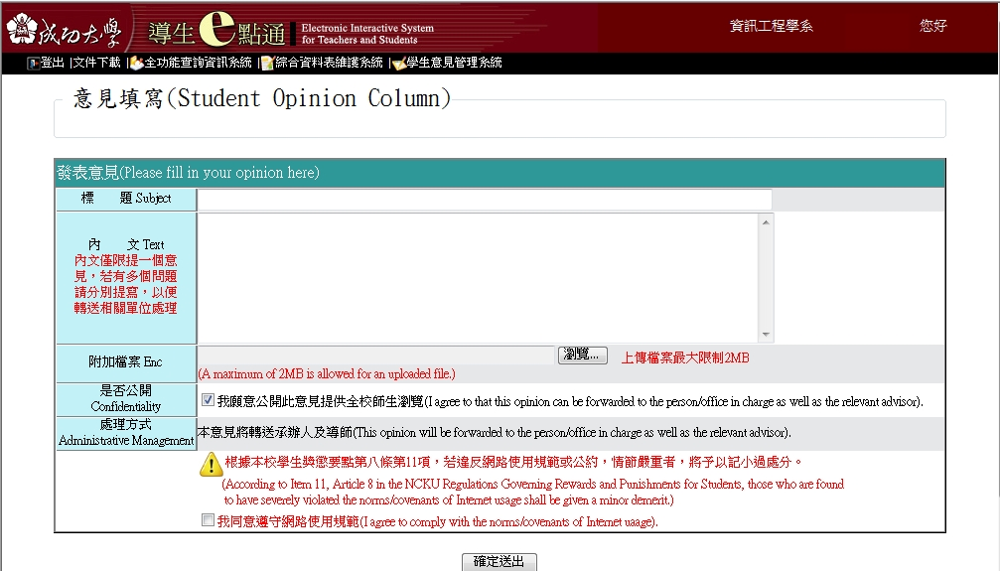 成功大學 導生e點通 Electronic Interactive System
for Teachers and Students
資訊工程學系 您好
登出 |文件下載 |全功能查詢資訊系統 |綜合資料表維護系統 |學生意見管理系統
意見填寫(Student Opinion Column)
發表意見(Please fill in your opinion here)
標 題 Subject
內 文 Text
內文僅限提一個意
見，若有多個問題
請分別提寫，以便
轉送相關單位處理
附加檔案 Enc
瀏覽... 上傳檔案最大限制2MB
(A maximum of 2MB is allowed for an uploaded file.)
是否公開
Confidentiality
我願意公開此意見提供全校師生瀏覽(I agree to that this opinion can be forwarded to the person/office in charge as well as the relevant advisor).
處理方式
Administrative Management
本意見將轉送承辦人及導師(This opinion will be forwarded to the person/office in charge as well as the relevant advisor).
根據本校學生獎懲要點第八條第11項，若違反網路使用規範或公約，情節嚴重者，將予以記小過處分。
(According to Item 11, Article 8 in the NCKU Regulations Governing Rewards and Punishments for Students, those who are found
to have severely violated the norms/covenants of Internet usage shall be given a minor demerit.)
我同意遵守網路使用規範(I agree to comply with the norms/covenants of Internet uaage).
確定送出